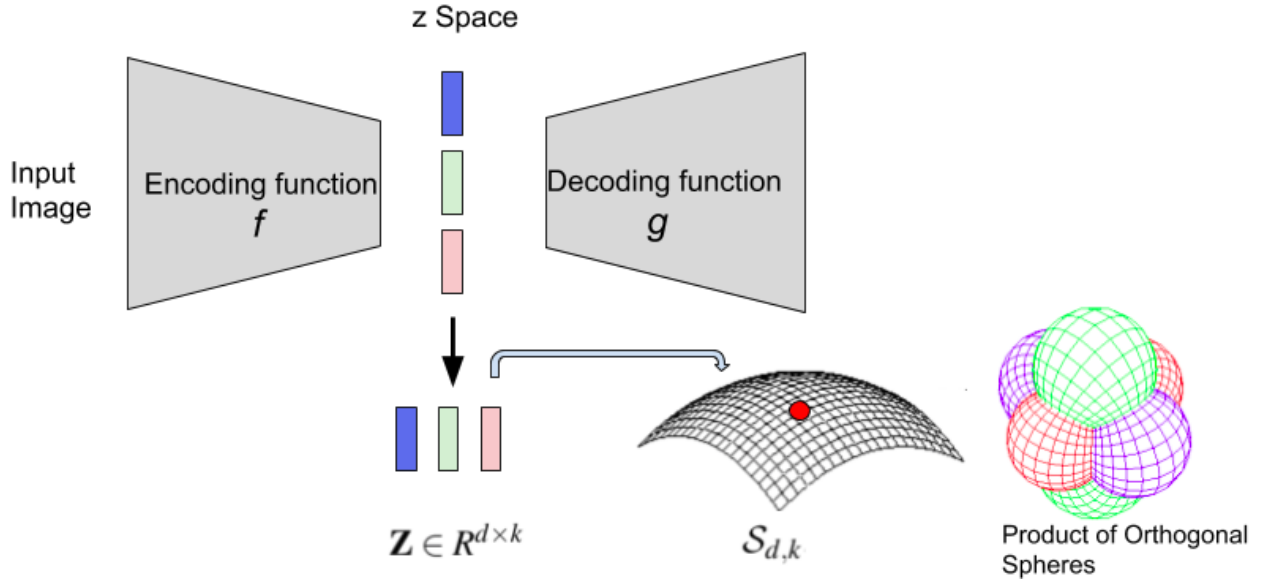 z Space
Input
Image
Encoding function
f
Decoding function
g
Z ∈ R^{d×k}
S_{d,k}
Product of Orthogonal
Spheres